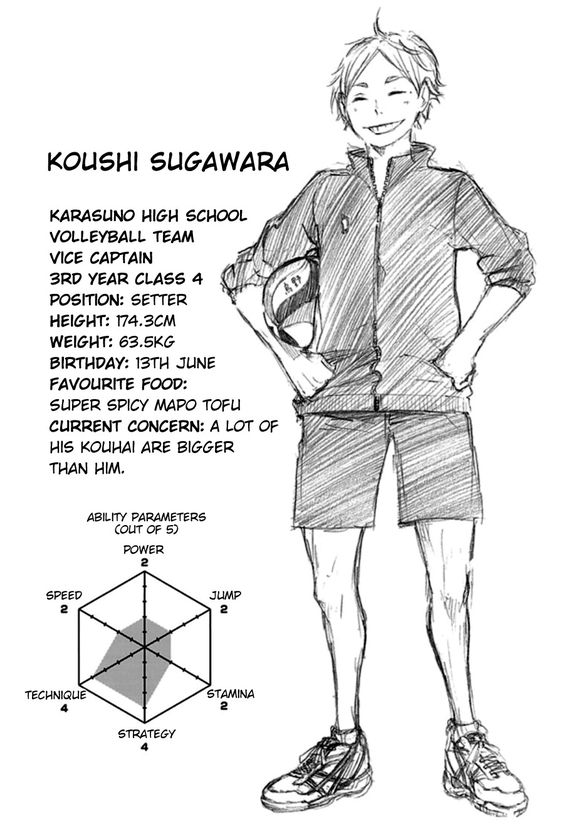 KOUSHI SUGAWARA
KARASUNO HIGH SCHOOL
VOLLEYBALL TEAM
VICE CAPTAIN
3RD YEAR CLASS 4
POSITION: SETTER
HEIGHT: 174.3CM
WEIGHT: 63.5KG
BIRTHDAY: 13TH JUNE
FAVOURITE FOOD:
SUPER SPICY MAPO TOFU
CURRENT CONCERN: A LOT OF
HIS KOUHAI ARE BIGGER
THAN HIM.
ABILITY PARAMETERS
(OUT OF 5)
POWER
2
SPEED
2
JUMP
2
TECHNIQUE
4
STAMINA
2
STRATEGY
4